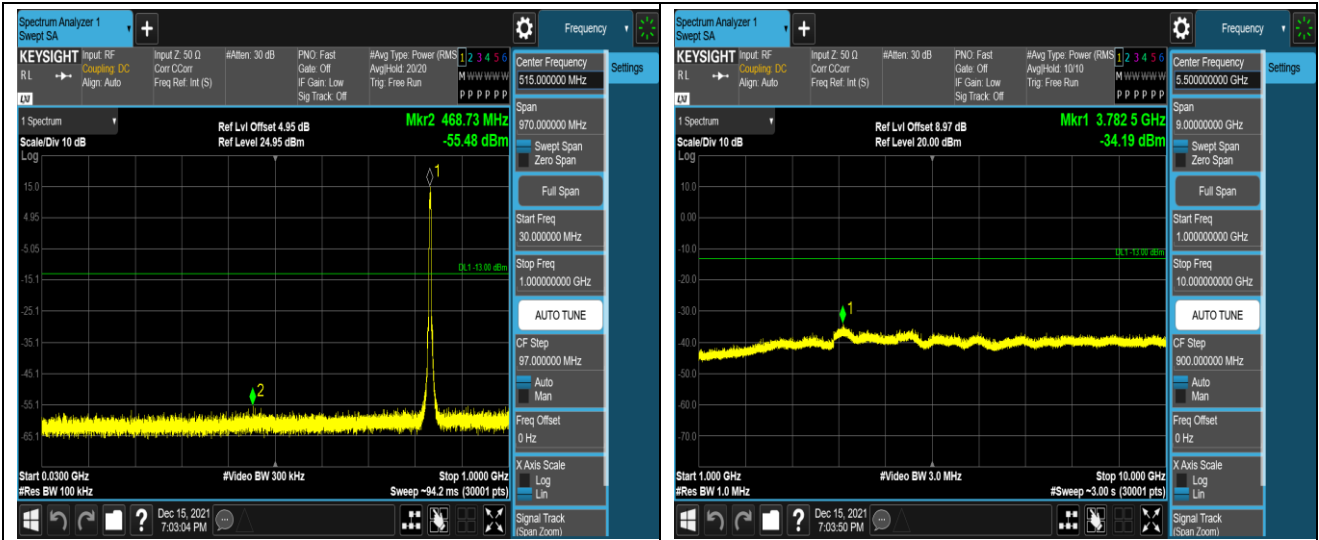 Spectrum Analyzer 1
Swept SA
+
Frequency
KEYSIGHT
Input: RF
Coupling: DC
Align: Auto
Input Z: 50 Ω
Corr CCorr
Freq Ref: Int (S)
#Atten: 30 dB
PNO: Fast
Gate: Off
IF Gain: Low
Sig Track: Off
#Avg Type: Power (RMS
Avg|Hold: 20/20
Trig: Free Run
1 2 3 4 5 6
M W W W W W
P P P P P P
RL
LXI
Center Frequency
515.000000 MHz
Settings
1 Spectrum
Scale/Div 10 dB
Log
Ref Lvl Offset 4.95 dB
Ref Level 24.95 dBm
Mkr2 468.73 MHz
-55.48 dBm
Span
970.000000 MHz
Swept Span
Zero Span
Full Span
Start Freq
30.000000 MHz
Stop Freq
1.000000000 GHz
AUTO TUNE
CF Step
97.000000 MHz
Auto
Man
Freq Offset
0 Hz
X Axis Scale
Log
Lin
Signal Track
(Span Zoom)
15.0
4.95
-5.05
-15.1
-25.1
-35.1
-45.1
-55.1
-65.1
1
DL1 -13.00 dBm
2
Start 0.0300 GHz
#Res BW 100 kHz
#Video BW 300 kHz
Stop 1.0000 GHz
Sweep ~94.2 ms (30001 pts)
?
Dec 15, 2021
7:03:04 PM
Spectrum Analyzer 1
Swept SA
+
Frequency
KEYSIGHT
Input: RF
Coupling: DC
Align: Auto
Input Z: 50 Ω
Corr CCorr
Freq Ref: Int (S)
#Atten: 30 dB
PNO: Fast
Gate: Off
IF Gain: Low
Sig Track: Off
#Avg Type: Power (RMS
Avg|Hold: 10/10
Trig: Free Run
1 2 3 4 5 6
M W W W W W
P P P P P P
RL
LXI
Center Frequency
5.500000000 GHz
Settings
1 Spectrum
Scale/Div 10 dB
Log
Ref Lvl Offset 8.97 dB
Ref Level 20.00 dBm
Mkr1 3.782 5 GHz
-34.19 dBm
Span
9.00000000 GHz
Swept Span
Zero Span
Full Span
Start Freq
1.000000000 GHz
Stop Freq
10.000000000 GHz
AUTO TUNE
CF Step
900.000000 MHz
Auto
Man
Freq Offset
0 Hz
X Axis Scale
Log
Lin
Signal Track
(Span Zoom)
10.0
0.00
-10.0
-20.0
-30.0
-40.0
-50.0
-60.0
-70.0
DL1 -13.00 dBm
1
Start 1.000 GHz
#Res BW 1.0 MHz
#Video BW 3.0 MHz
Stop 10.000 GHz
#Sweep ~3.00 s (30001 pts)
?
Dec 15, 2021
7:03:50 PM